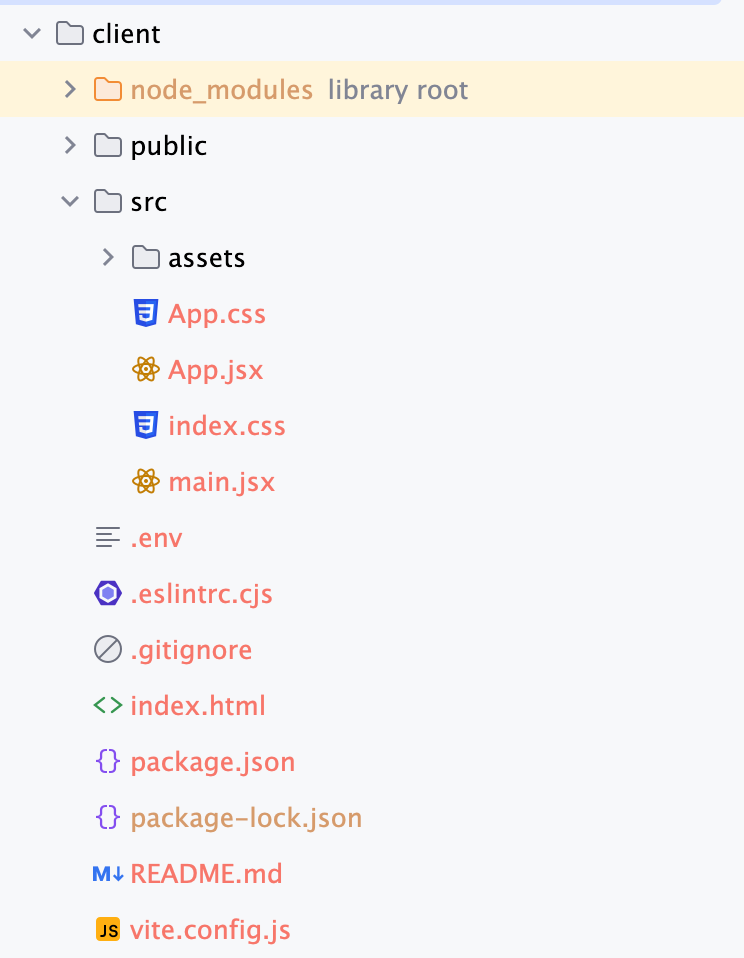 client
node_modules library root
public
src
assets
App.css
App.jsx
index.css
main.jsx
.env
.eslintrc.cjs
.gitignore
index.html
package.json
package-lock.json
M↓ README.md
JS vite.config.js